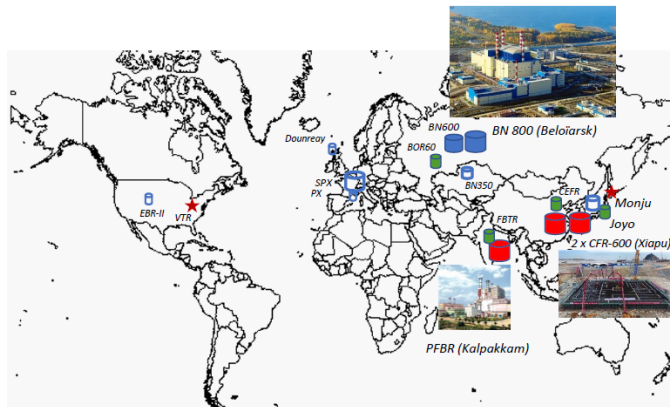 BN 800 (Beloïarsk)
BN600
Dounreay
BOR60
SPX
PX
BN350
EBR-II
VTR
CEFR
Monju
Joyo
FBTR
2 x CFR-600 (Xiapu)
PFBR (Kalpakkam)